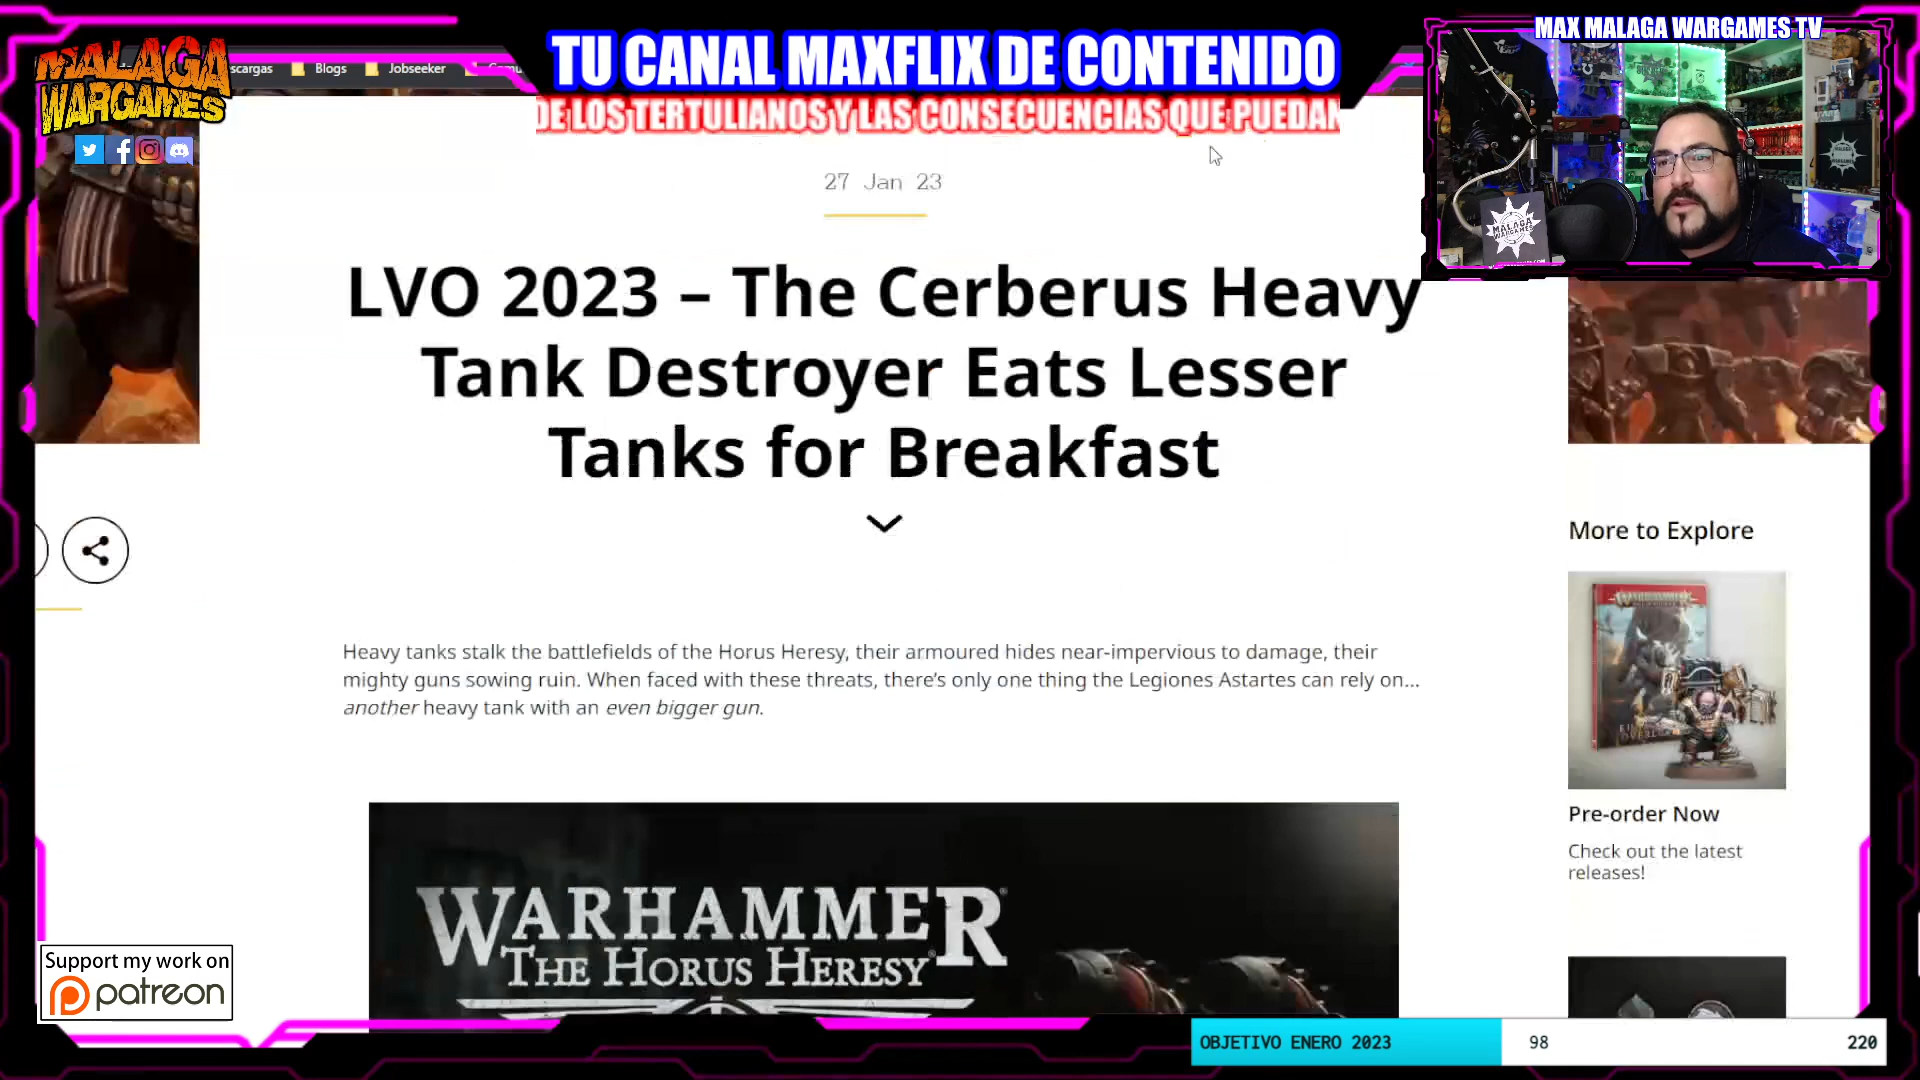 TU CANAL MAXFLIX DE CONTENIDO
MAX MALAGA WARGAMES TV
MALAGA
WARGAMES
scargas
Blogs
Jobseeker
DE LOS TERTULIANOS Y LAS CONSECUENCIAS QUE PUEDAN
27 Jan 23
MALAGA
WARGAMES
LVO 2023 – The Cerberus Heavy
Tank Destroyer Eats Lesser
Tanks for Breakfast
More to Explore
Heavy tanks stalk the battlefields of the Horus Heresy, their armoured hides near-impervious to damage, their
mighty guns sowing ruin. When faced with these threats, there’s only one thing the Legiones Astartes can rely on…
another heavy tank with an even bigger gun.
WARHAMMER
Pre-order Now
Check out the latest
releases!
WARHAMMER
THE HORUS HERESY
Support my work on
patreon
OBJETIVO ENERO 2023
98
220